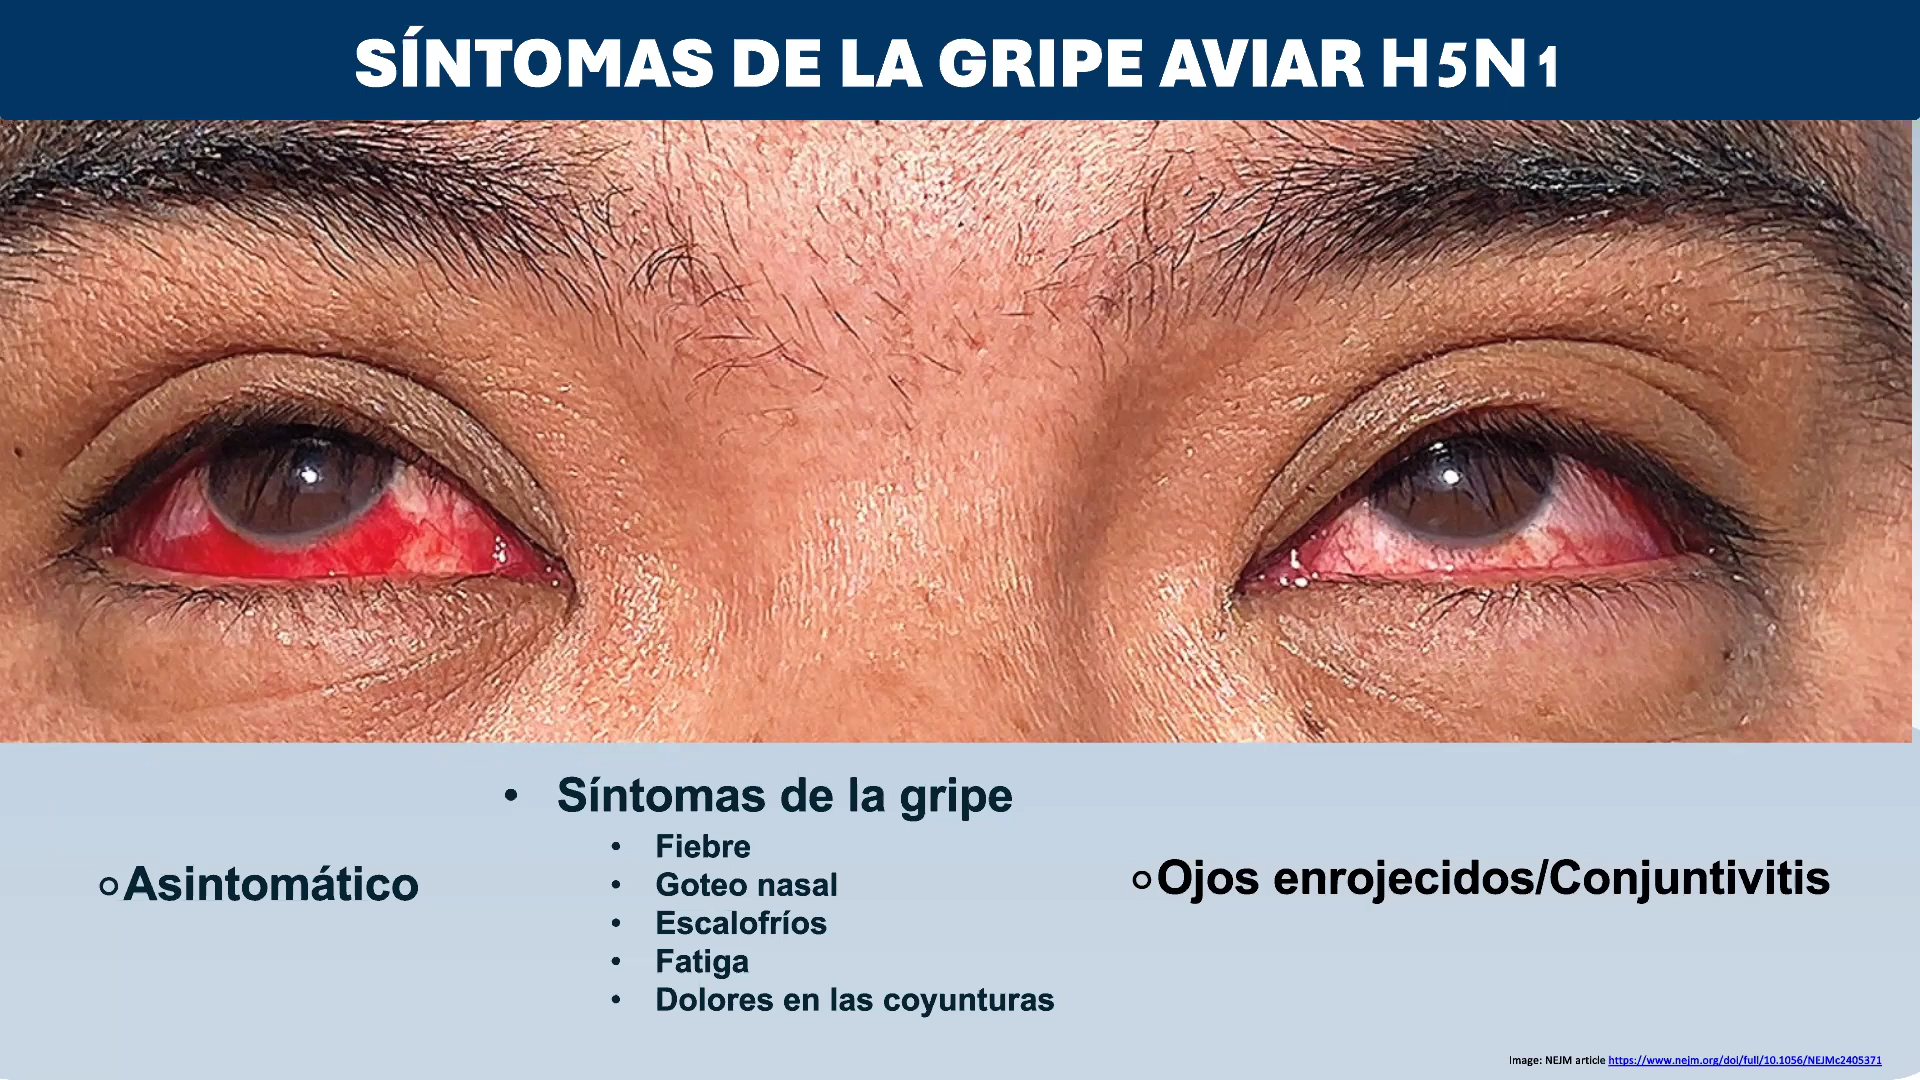 SÍNTOMAS DE LA GRIPE AVIAR H5N1
○Asintomático
• Síntomas de la gripe
• Fiebre
• Goteo nasal
• Escalofríos
• Fatiga
• Dolores en las coyunturas
○Ojos enrojecidos/Conjuntivitis
Image: NEJM article https://www.nejm.org/doi/full/10.1056/NEJMc2405371